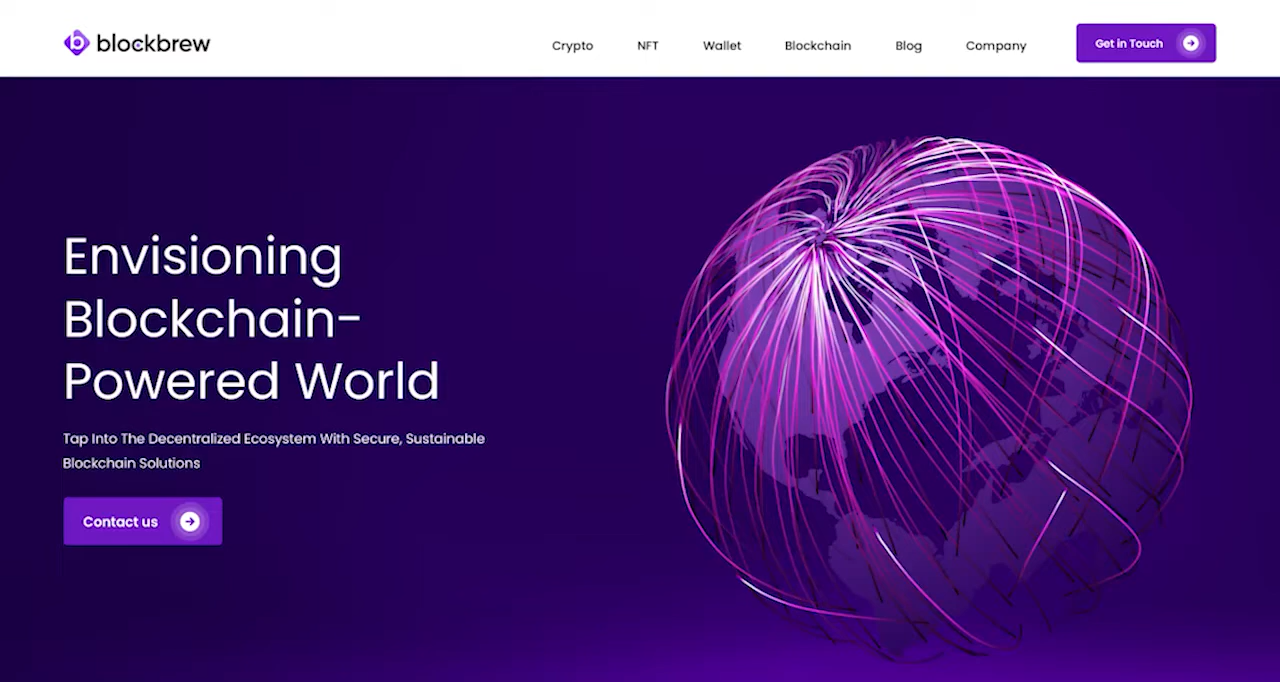 blockbrew
Crypto NFT Wallet Blockchain Blog Company Get in Touch
Envisioning
Blockchain-
Powered World
Tap Into The Decentralized Ecosystem With Secure, Sustainable
Blockchain Solutions
Contact us